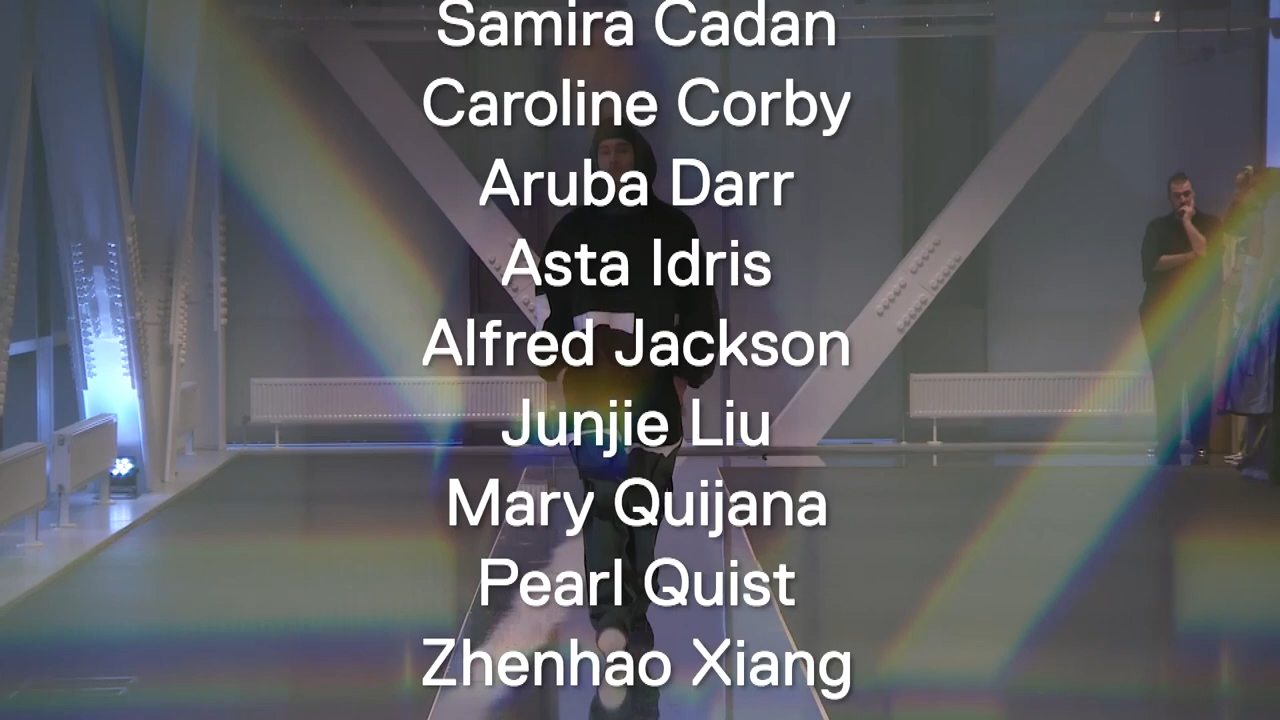 Samira Cadan
Caroline Corby
Aruba Darr
Asta Idris
Alfred Jackson
Junjie Liu
Mary Quijana
Pearl Quist
Zhenhao Xiang